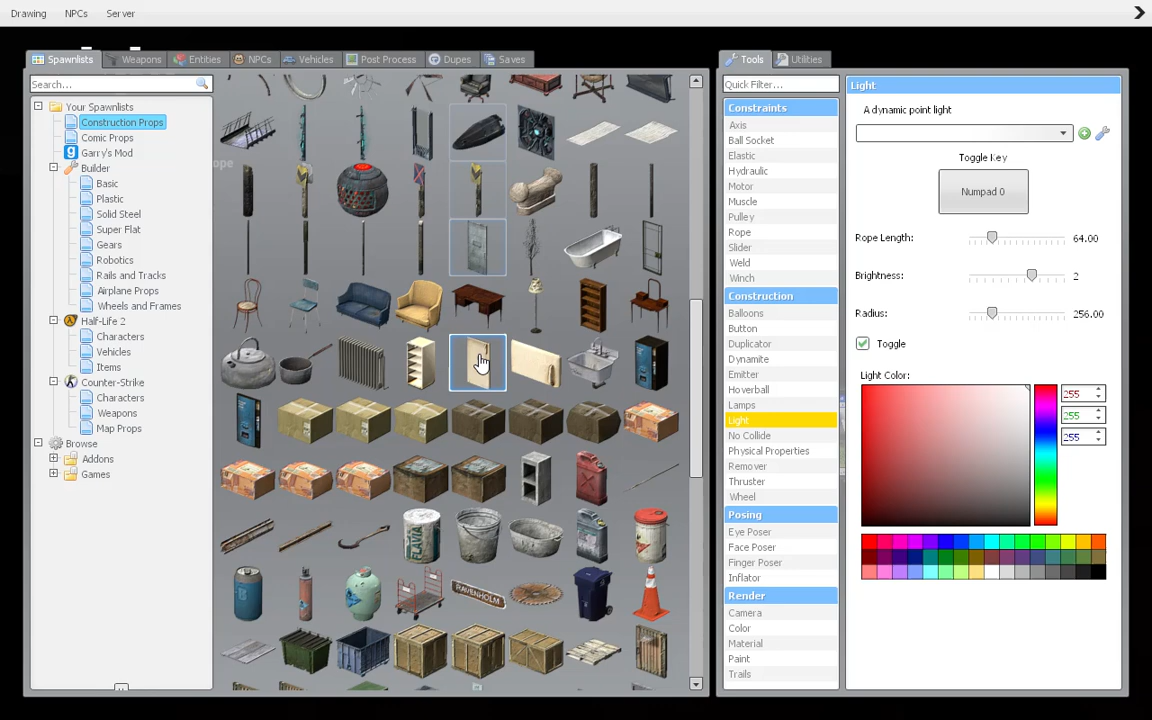 Drawing NPCs Server
Spawnlists Weapons Entities NPCs Vehicles Post Process Dupes Saves
Search...
Your Spawnlists
Construction Props
Comic Props
Garry's Mod
Builder
Basic
Plastic
Solid Steel
Super Flat
Gears
Robotics
Rails and Tracks
Airplane Props
Wheels and Frames
Half-Life 2
Characters
Vehicles
Items
Counter-Strike
Characters
Weapons
Map Props
Browse
Addons
Games
ope
RAVENHOLM
Tools Utilities
Quick Filter...
Constraints
Axis
Ball Socket
Elastic
Hydraulic
Motor
Muscle
Pulley
Rope
Slider
Weld
Winch
Construction
Balloons
Button
Duplicator
Dynamite
Emitter
Hoverball
Lamps
Light
No Collide
Physical Properties
Remover
Thruster
Wheel
Posing
Eye Poser
Face Poser
Finger Poser
Inflator
Render
Camera
Color
Material
Paint
Trails
Light
A dynamic point light
Toggle Key
Numpad 0
Rope Length: 64.00
Brightness: 2
Radius: 256.00
Toggle
Light Color:
255
255
255